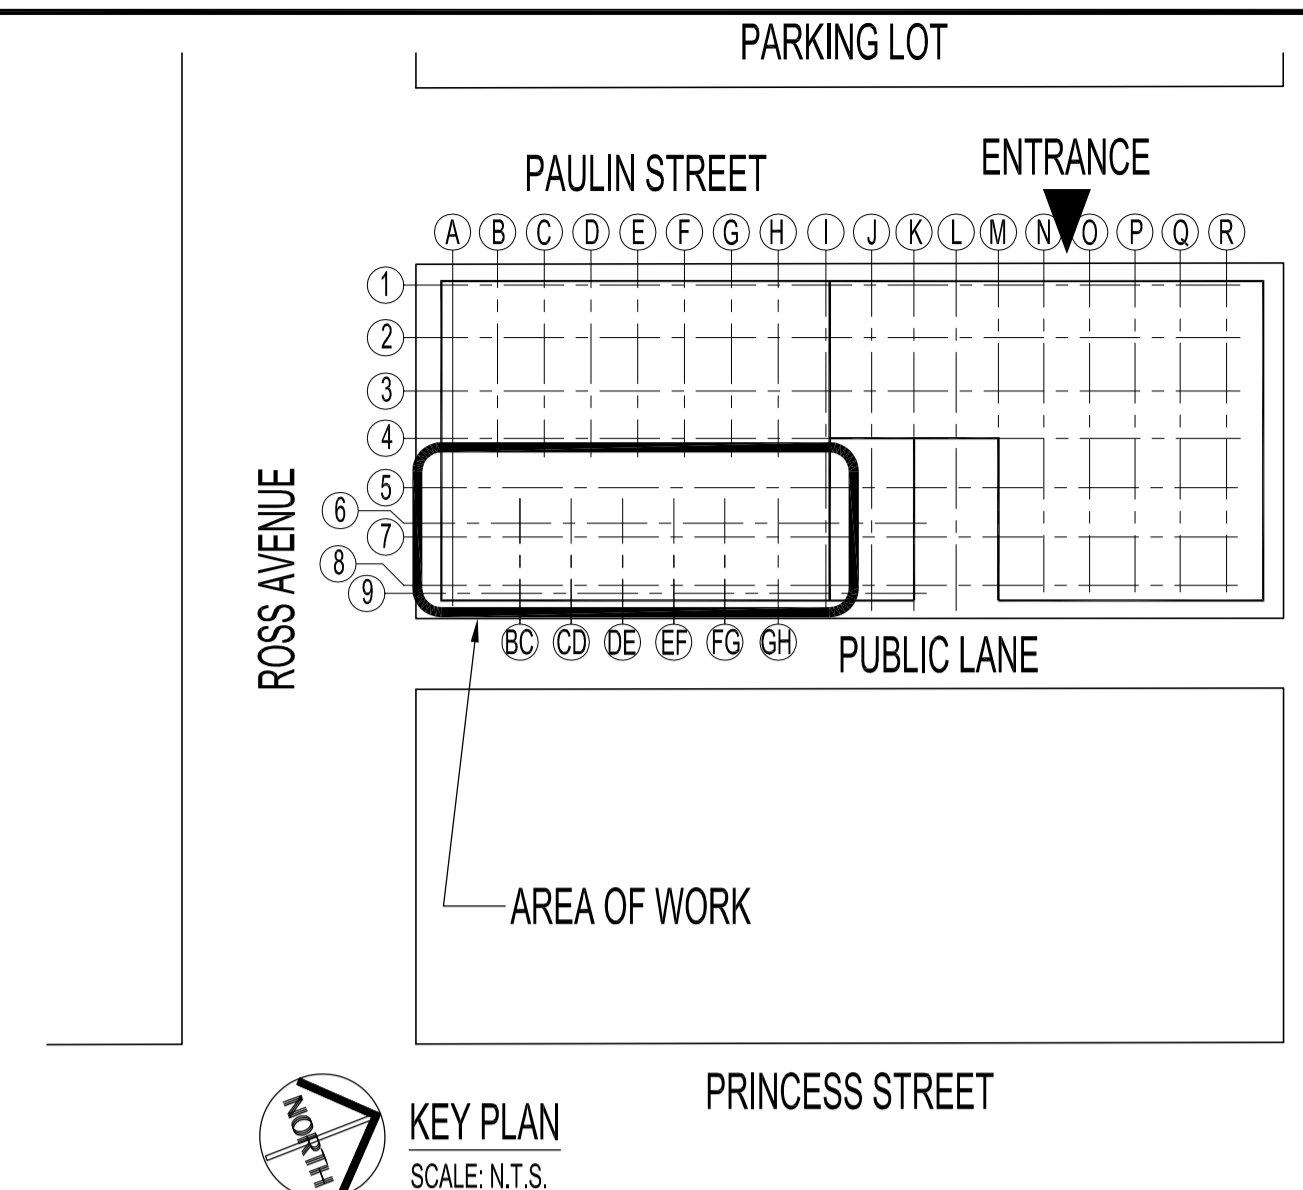 PARKING LOT
PAULIN STREET
ENTRANCE
A B C D E F G H I J K L M N O P Q R
1
2
3
4
5
6
7
8
9
ROSS AVENUE
BC CD DE EF FG GH
PUBLIC LANE
AREA OF WORK
PRINCESS STREET
NORTH
KEY PLAN
SCALE: N.T.S.